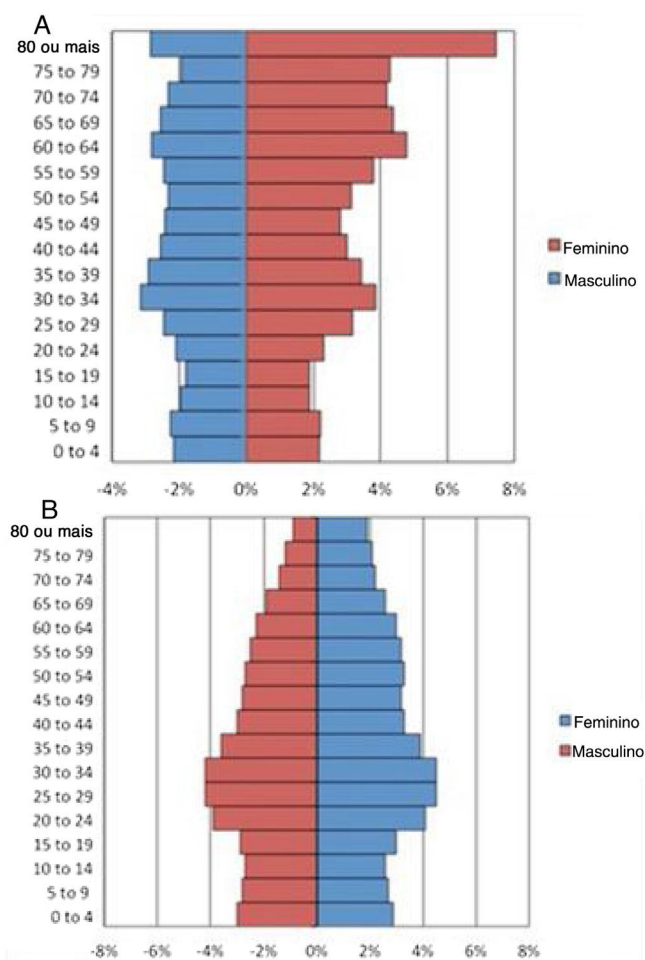 A
80 ou mais
75 to 79
70 to 74
65 to 69
60 to 64
55 to 59
50 to 54
45 to 49
40 to 44
35 to 39
30 to 34
25 to 29
20 to 24
15 to 19
10 to 14
5 to 9
0 to 4
-4% -2% 0% 2% 4% 6% 8%
Feminino
Masculino
B
80 ou mais
75 to 79
70 to 74
65 to 69
60 to 64
55 to 59
50 to 54
45 to 49
40 to 44
35 to 39
30 to 34
25 to 29
20 to 24
15 to 19
10 to 14
5 to 9
0 to 4
-8% -6% -4% -2% 0% 2% 4% 6% 8%
Feminino
Masculino